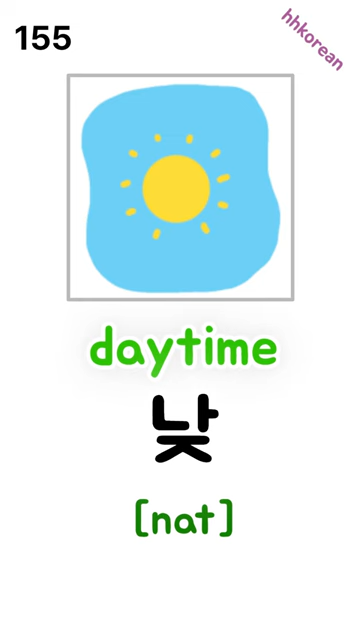 155
hhkorean
daytime
낮
[nat]